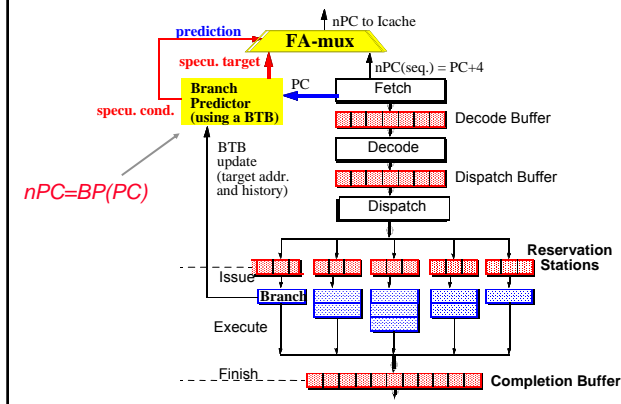 nPC to Icache
prediction
FA-mux
specu. target
nPC(seq.) = PC+4
PC
Fetch
Branch
Predictor
(using a BTB)
specu. cond.
Decode Buffer
BTB
update
(target addr.
and history)
Decode
nPC=BP(PC)
Dispatch Buffer
Dispatch
Reservation
Stations
Issue
Branch
Execute
Finish
Completion Buffer